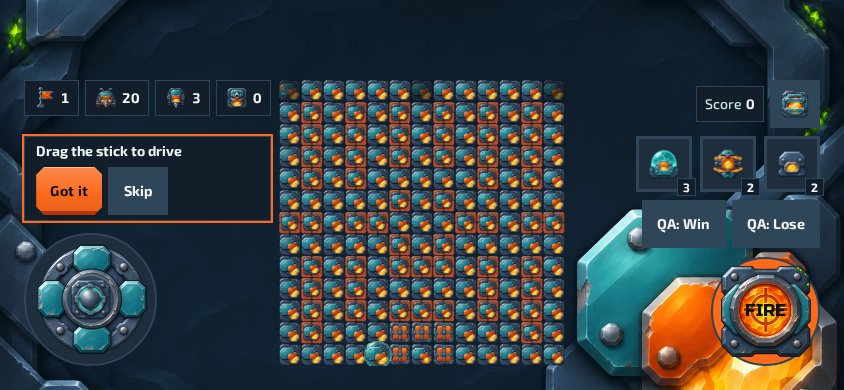 1
20
3
0
Score 0
Drag the stick to drive
Got it
Skip
3
2
2
QA: Win
QA: Lose
FIRE